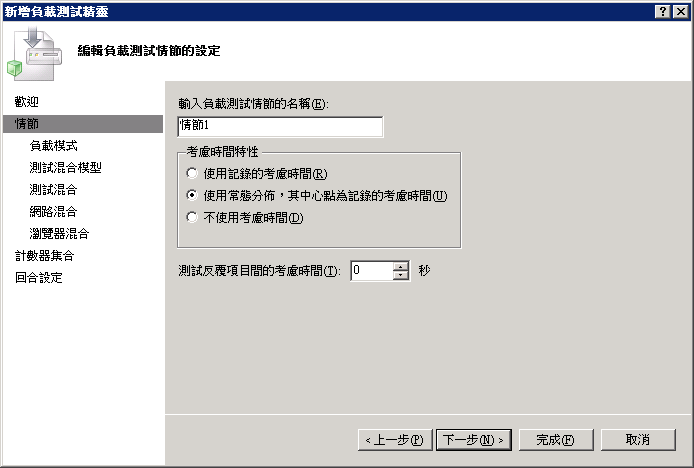 新增負載測試精靈
編輯負載測試情節的設定
歡迎
情節
負載模式
測試混合模型
測試混合
網路混合
瀏覽器混合
計數器集合
回合設定
輸入負載測試情節的名稱(E):
情節1
考慮時間特性
使用記錄的考慮時間(R)
使用常態分佈，其中心點為記錄的考慮時間(U)
不使用考慮時間(D)
測試反覆項目間的考慮時間(I): 0 秒
< 上一步(P) 下一步(N) > 完成(F) 取消